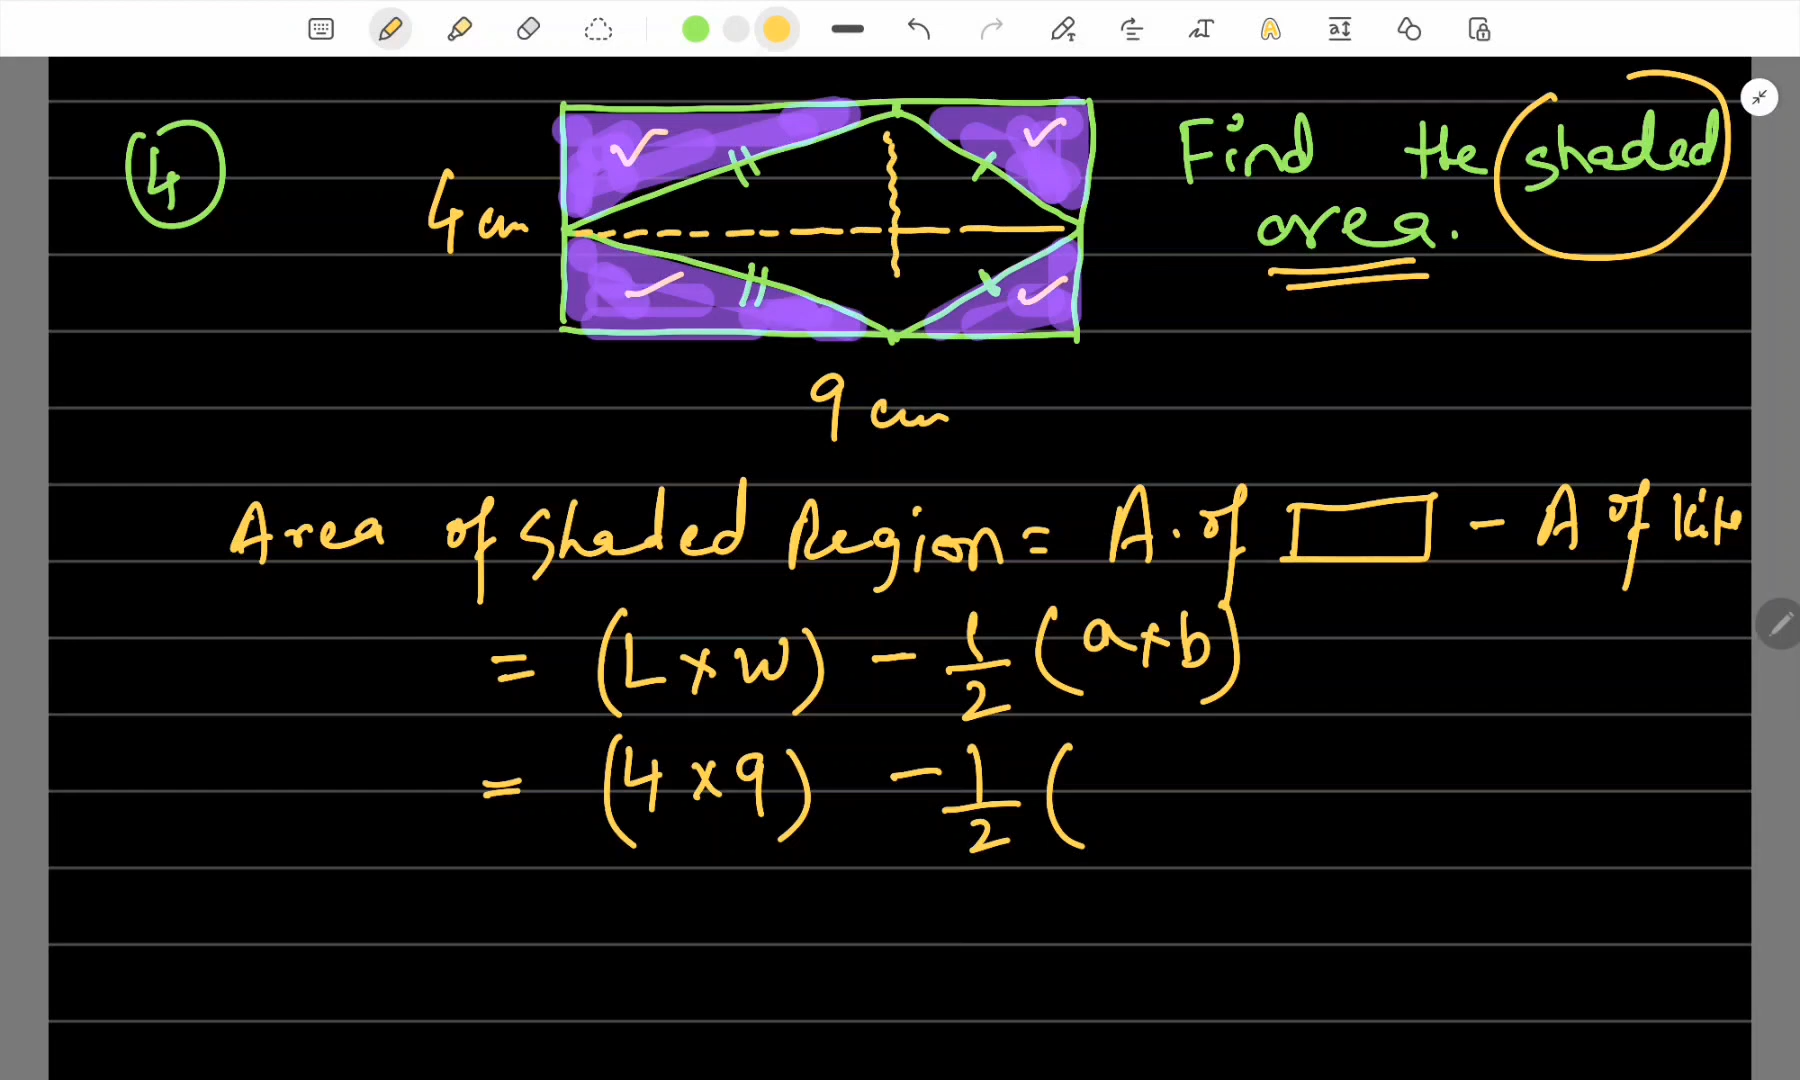 4
4 cm
Find the shaded
area.
9 cm
Area of shaded Region = A. of ▭ - A of kite
= (L × W) - 1/2 (a × b)
= (4 × 9) - 1/2 (